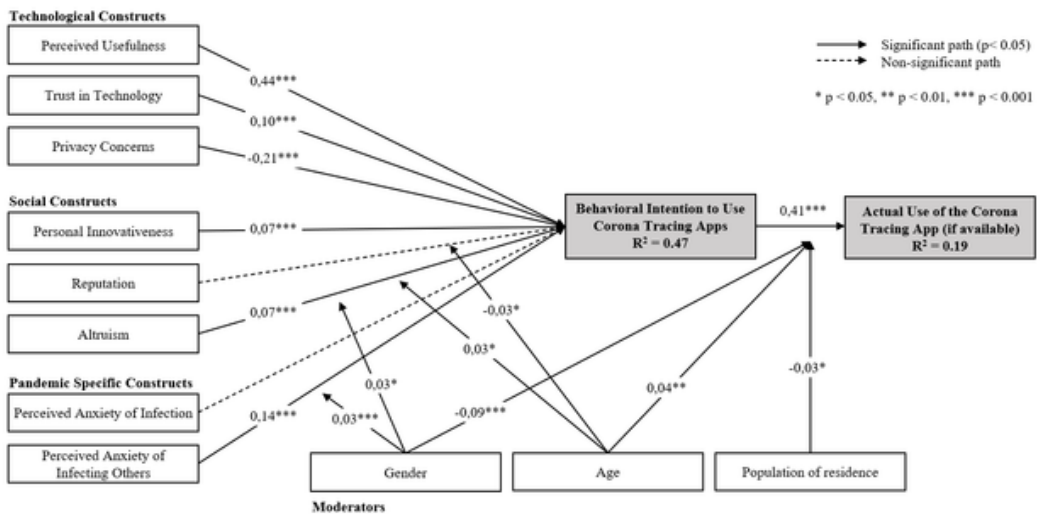 Technological Constructs
Perceived Usefulness
Trust in Technology
Privacy Concerns
0,44***
0,10***
-0,21***
Significant path (p< 0.05)
Non-significant path
* p < 0.05, ** p < 0.01, *** p < 0.001
Social Constructs
Personal Innovativeness
Reputation
Altruism
0,07***
0,07***
Behavioral Intention to Use
Corona Tracing Apps
R² = 0.47
0,41***
Actual Use of the Corona
Tracing App (if available)
R² = 0.19
-0,03*
0,03*
0,03*
0,03***
-0,09***
0,04**
-0,03*
Pandemic Specific Constructs
Perceived Anxiety of Infection
Perceived Anxiety of
Infecting Others
0,14***
Gender
Age
Population of residence
Moderators